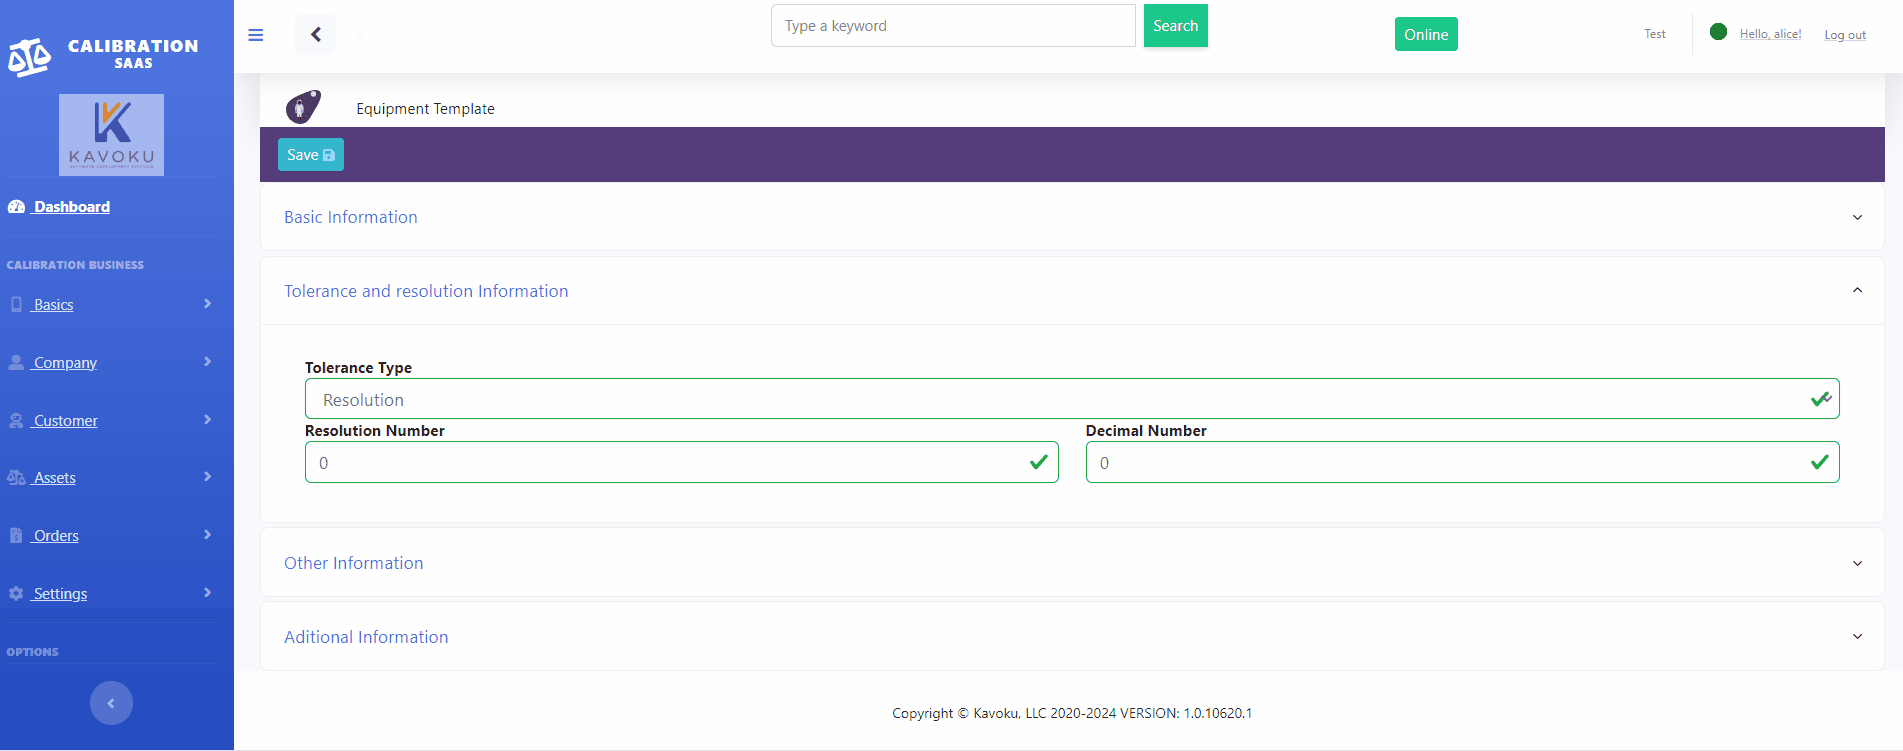 CALIBRATION
SAAS
KAVOKU
Dashboard
CALIBRATION BUSINESS
Basics
Company
Customer
Assets
Orders
Settings
OPTIONS
Type a keyword
Search
Online
Test
Hello, alice!
Log out
Equipment Template
Save
Basic Information
Tolerance and resolution Information
Tolerance Type
Resolution
Resolution Number
Decimal Number
0
0
Other Information
Aditional Information
Copyright © Kavoku, LLC 2020-2024 VERSION: 1.0.10620.1